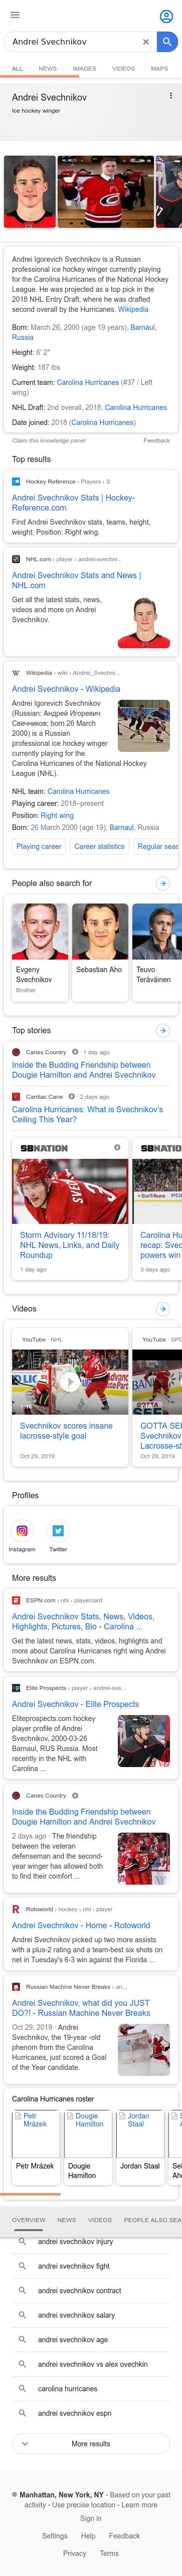 Andrei Svechnikov
ALL NEWS IMAGES VIDEOS MAPS
Andrei Svechnikov
Ice hockey winger
Andrei Igorevich Svechnikov is a Russian
professional ice hockey winger currently playing
for the Carolina Hurricanes of the National Hockey
League. He was projected as a top pick in the
2018 NHL Entry Draft, where he was drafted
second overall by the Hurricanes. Wikipedia
Born: March 26, 2000 (age 19 years), Barnaul,
Russia
Height: 6′ 2″
Weight: 187 lbs
Current team: Carolina Hurricanes (#37 / Left
wing)
NHL Draft: 2nd overall, 2018; Carolina Hurricanes
Date joined: 2018 (Carolina Hurricanes)
Claim this knowledge panel
Feedback
Top results
Hockey Reference › Players › S
Andrei Svechnikov Stats | Hockey-
Reference.com
Find Andrei Svechnikov stats, teams, height,
weight, Position: Right wing.
NHL.com › player › andrei-svechni...
Andrei Svechnikov Stats and News |
NHL.com
Get all the latest stats, news,
videos and more on Andrei
Svechnikov.
Wikipedia › wiki › Andrei_Svechni...
Andrei Svechnikov - Wikipedia
Andrei Igorevich Svechnikov
(Russian: Андрей Игоревич
Свечников; born 26 March
2000) is a Russian
professional ice hockey winger
currently playing for the
Carolina Hurricanes of the National Hockey
League (NHL).
NHL team: Carolina Hurricanes
Playing career: 2018–present
Position: Right wing
Born: 26 March 2000 (age 19); Barnaul, Russia
Playing career
Career statistics
Regular seas
People also search for
Evgeny
Svechnikov
Brother
Sebastian Aho
Teuvo
Teräväinen
Top stories
Canes Country · 1 day ago
Inside the Budding Friendship between
Dougie Hamilton and Andrei Svechnikov
Cardiac Cane · 2 days ago
Carolina Hurricanes: What is Svechnikov's
Ceiling This Year?
SBNATION
Storm Advisory 11/18/19:
NHL News, Links, and Daily
Roundup
1 day ago
SBNATION
Carolina Hu
recap: Svec
powers win
3 days ago
Videos
YouTube · NHL
Svechnikov scores insane
lacrosse-style goal
Oct 29, 2019
YouTube · SPO
GOTTA SEE
Svechnikov
Lacrosse-st
Oct 29, 2019
Profiles
Instagram
Twitter
More results
ESPN.com › nhl › playercard
Andrei Svechnikov Stats, News, Videos,
Highlights, Pictures, Bio - Carolina ...
Get the latest news, stats, videos, highlights and
more about Carolina Hurricanes right wing Andrei
Svechnikov on ESPN.com.
Elite Prospects › player › andrei-sve...
Andrei Svechnikov - Elite Prospects
Eliteprospects.com hockey
player profile of Andrei
Svechnikov, 2000-03-26
Barnaul, RUS Russia. Most
recently in the NHL with
Carolina ...
Canes Country
Inside the Budding Friendship between
Dougie Hamilton and Andrei Svechnikov
2 days ago · The friendship
between the veteran
defenseman and the second-
year winger has allowed both
to find their comfort ...
Rotoworld › hockey › nhl › player
Andrei Svechnikov - Home - Rotoworld
Andrei Svechnikov picked up two more assists
with a plus-2 rating and a team-best six shots on
net in Tuesday's 6-3 win against the Florida ...
Russian Machine Never Breaks › an...
Andrei Svechnikov, what did you JUST
DO?! - Russian Machine Never Breaks
Oct 29, 2019 · Andrei
Svechnikov, the 19-year -old
phenom from the Carolina
Hurricanes, just scored a Goal
of the Year candidate.
Carolina Hurricanes roster
Petr
Mrázek
Petr Mrázek
Dougie
Hamilton
Dougie
Hamilton
Jordan
Staal
Jordan Staal
Se
Ah
OVERVIEW NEWS VIDEOS PEOPLE ALSO SEA
andrei svechnikov injury
andrei svechnikov fight
andrei svechnikov contract
andrei svechnikov salary
andrei svechnikov age
andrei svechnikov vs alex ovechkin
carolina hurricanes
andrei svechnikov espn
More results
Manhattan, New York, NY - Based on your past
activity - Use precise location - Learn more
Sign in
Settings Help Feedback
Privacy Terms